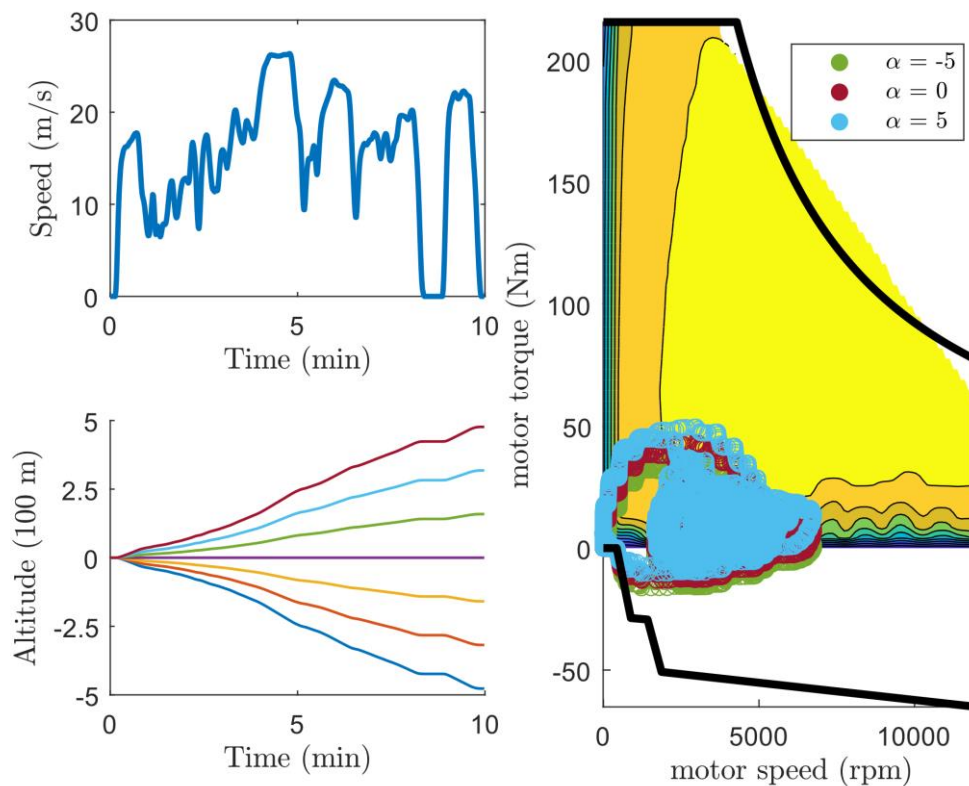 30
20
10
0
Speed (m/s)
0
5
10
Time (min)
5
2.5
0
-2.5
-5
Altitude (100 m)
0
5
10
Time (min)
200
150
100
50
0
-50
motor torque (Nm)
0
5000
10000
motor speed (rpm)
α = -5
α = 0
α = 5